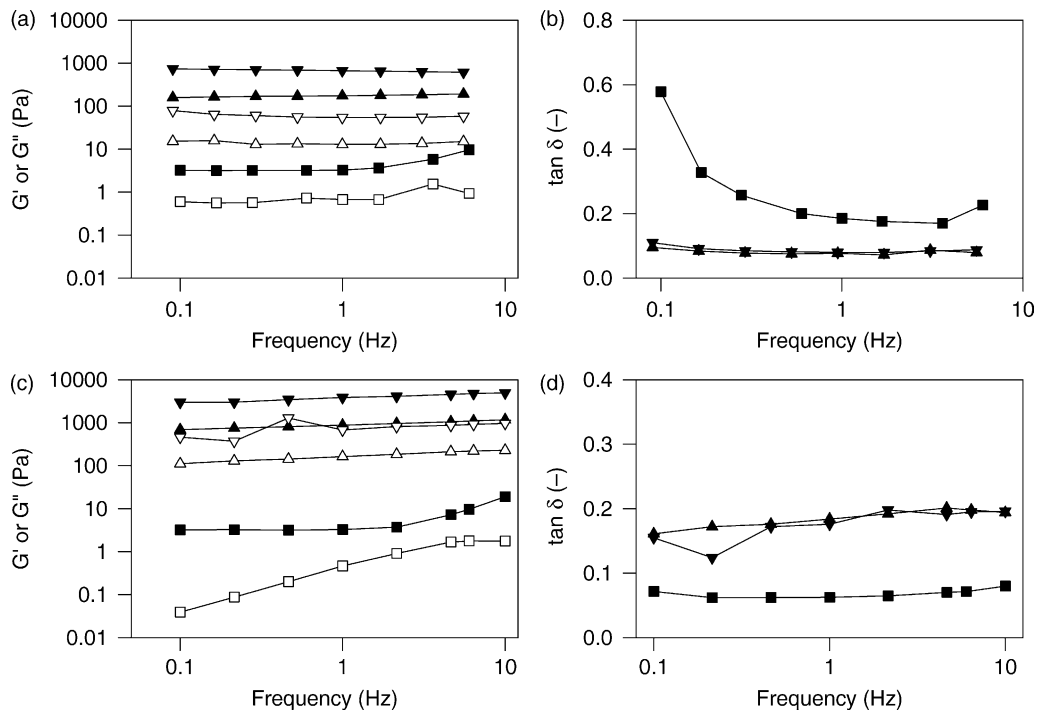 (a)
10000
1000
100
10
1
0.1
0.01
G' or G" (Pa)
0.1 1 10
Frequency (Hz)
(b)
0.8
0.6
0.4
0.2
0.0
tan δ (–)
0.1 1 10
Frequency (Hz)
(c)
10000
1000
100
10
1
0.1
0.01
G' or G" (Pa)
0.1 1 10
Frequency (Hz)
(d)
0.4
0.3
0.2
0.1
0.0
tan δ (–)
0.1 1 10
Frequency (Hz)